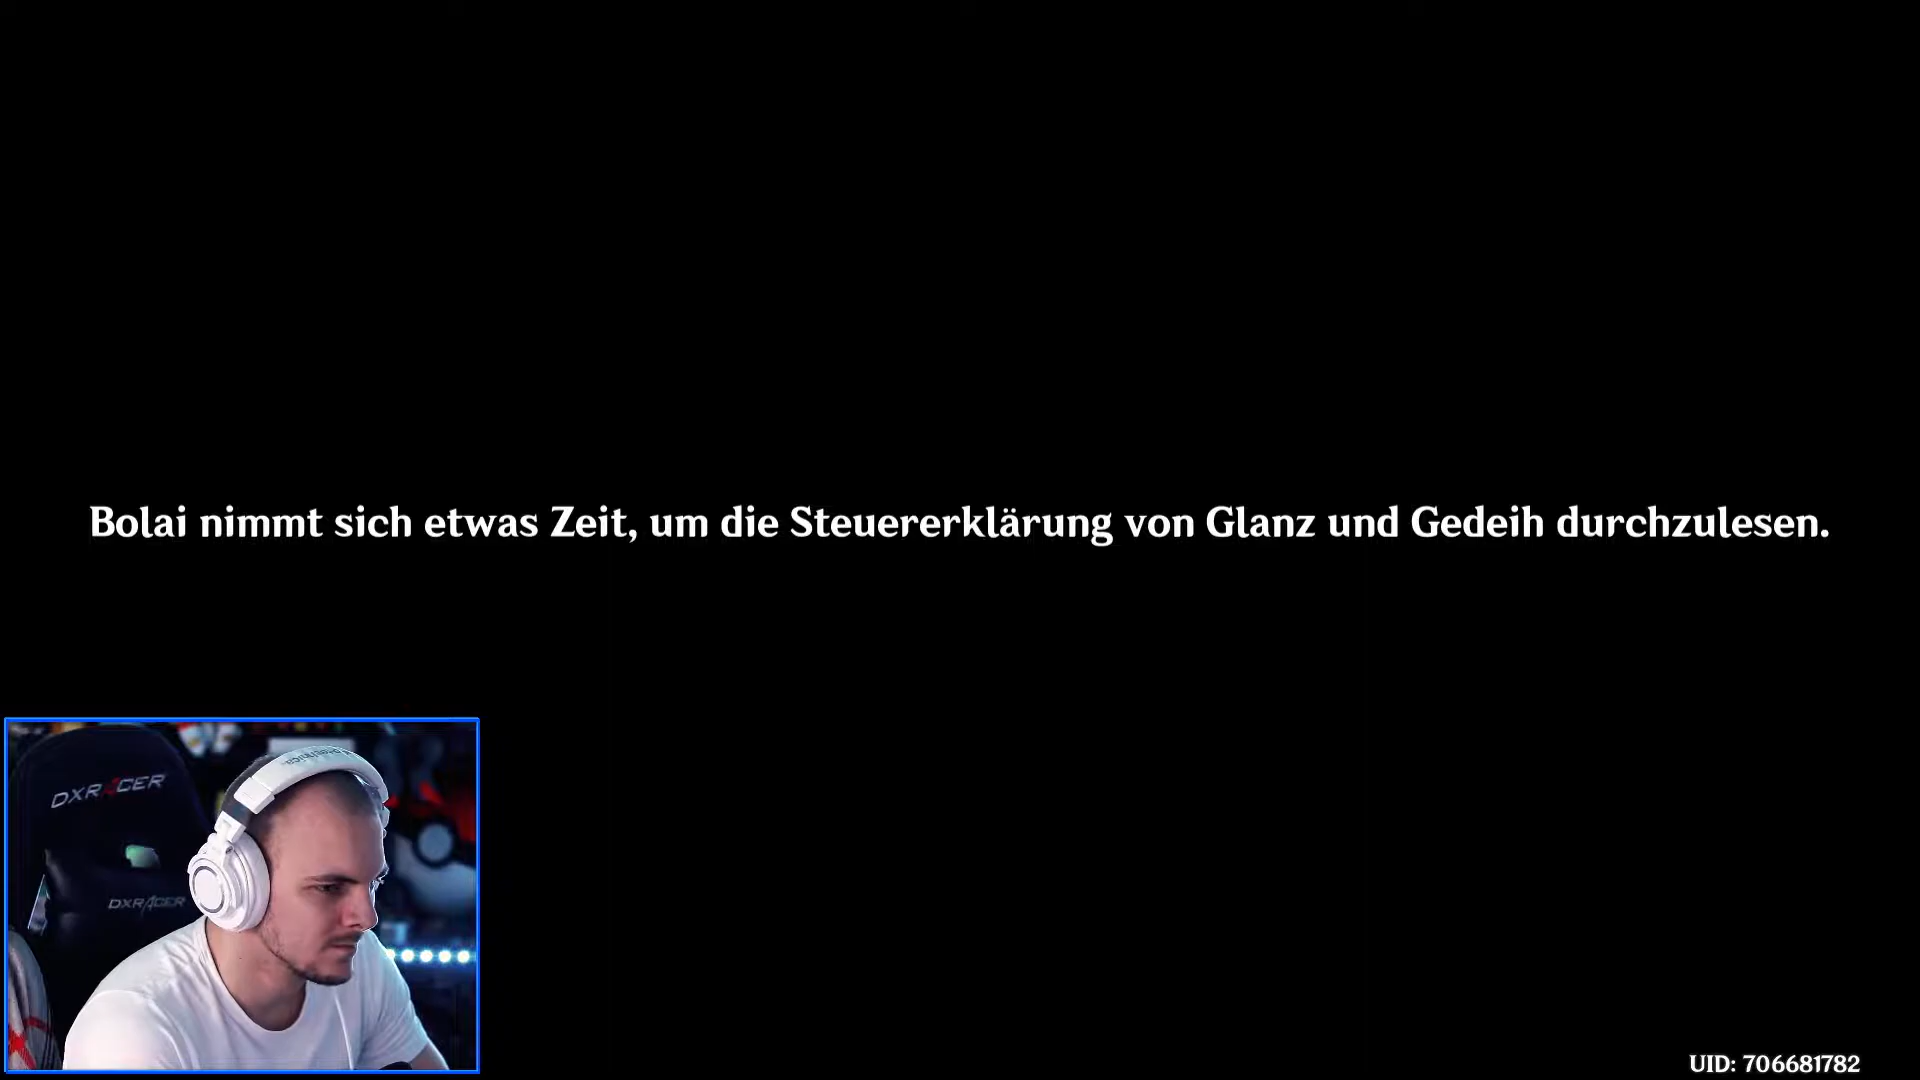 Bolai nimmt sich etwas Zeit, um die Steuererklärung von Glanz und Gedeih durchzulesen.
DXRACER
DXRACER
UID: 706681782